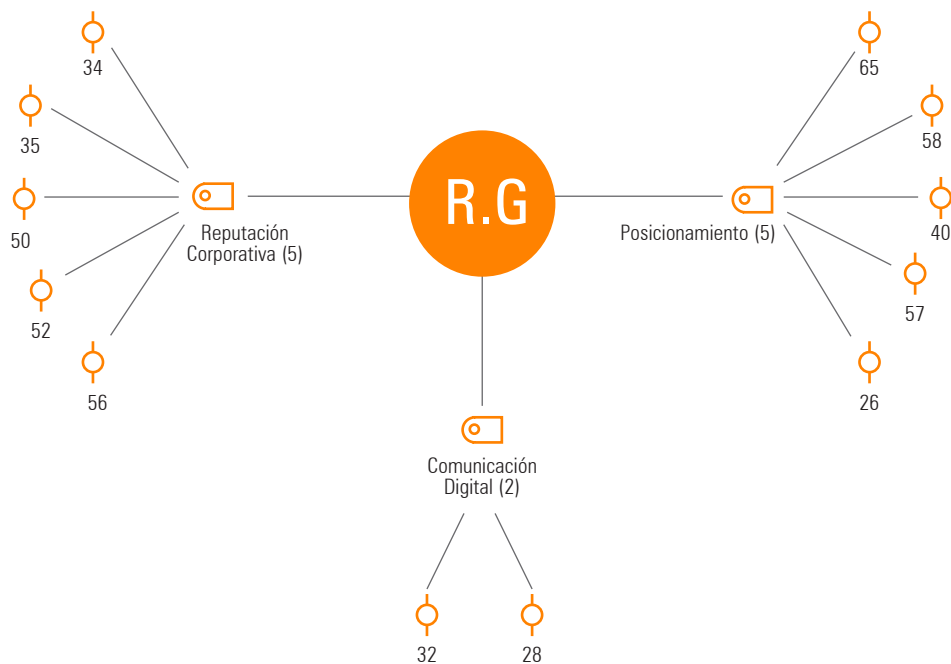 34
35
50
52
56
Reputación
Corporativa (5)
R.G
Posicionamiento (5)
65
58
40
57
26
Comunicación
Digital (2)
32
28